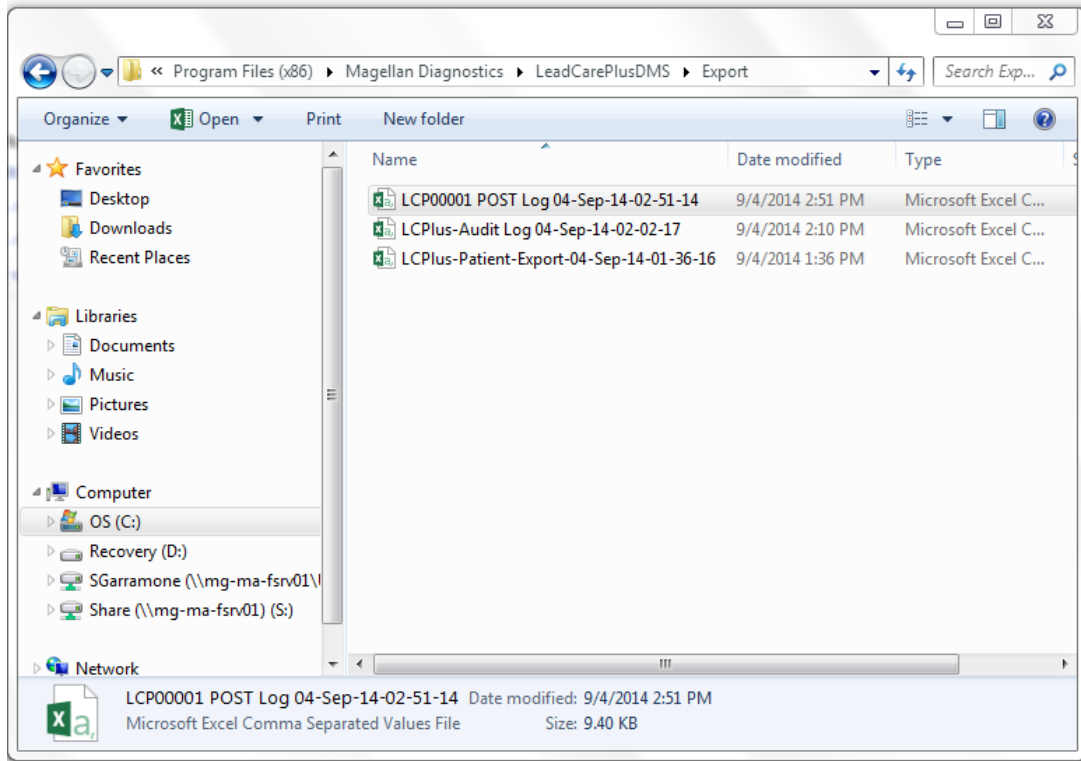 « Program Files (x86) Magellan Diagnostics LeadCarePlusDMS Export Search Exp...
Organize Open Print New folder
Name Date modified Type
LCP00001 POST Log 04-Sep-14-02-51-14 9/4/2014 2:51 PM Microsoft Excel C...
LCPlus-Audit Log 04-Sep-14-02-02-17 9/4/2014 2:10 PM Microsoft Excel C...
LCPlus-Patient-Export-04-Sep-14-01-36-16 9/4/2014 1:36 PM Microsoft Excel C...
Favorites
Desktop
Downloads
Recent Places
Libraries
Documents
Music
Pictures
Videos
Computer
OS (C:)
Recovery (D:)
SGarramone (\\mg-ma-fsrv01\
Share (\\mg-ma-fsrv01) (S:)
Network
LCP00001 POST Log 04-Sep-14-02-51-14 Date modified: 9/4/2014 2:51 PM
Microsoft Excel Comma Separated Values File Size: 9.40 KB